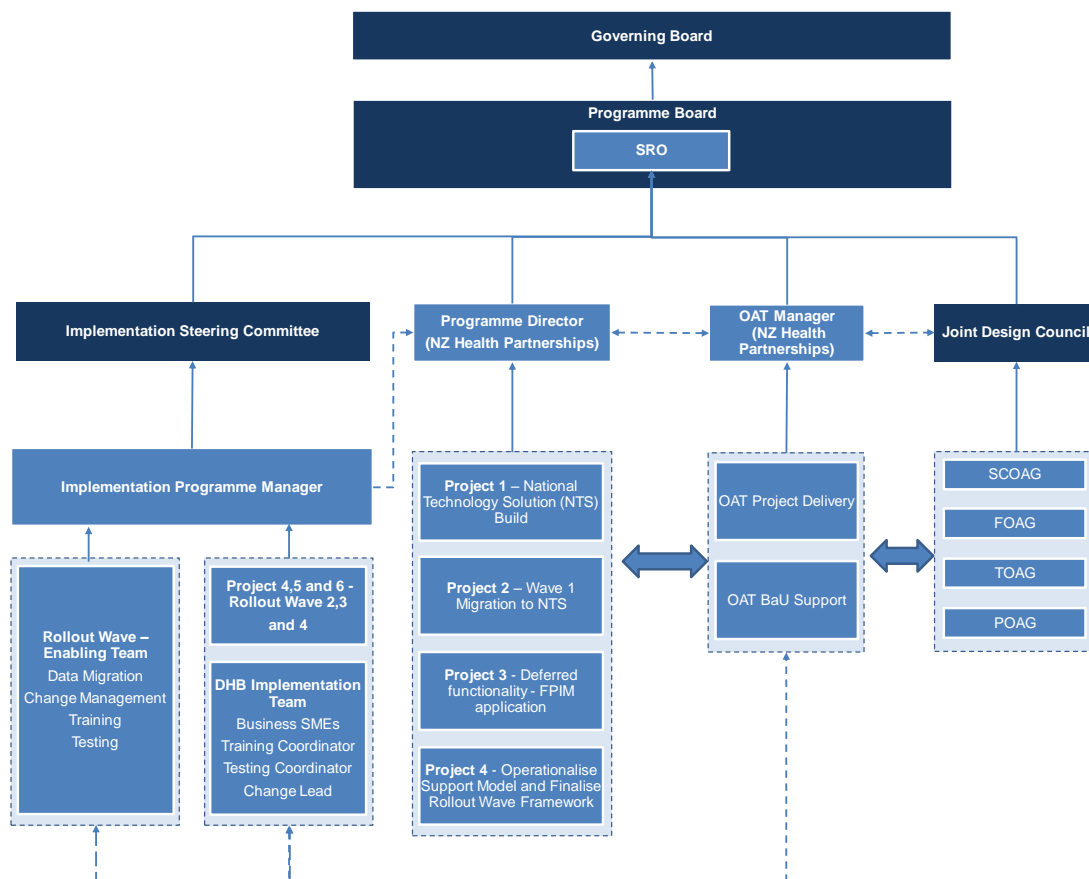 Governing Board
Programme Board
SRO
Implementation Steering Committee
Programme Director
(NZ Health Partnerships)
OAT Manager
(NZ Health
Partnerships)
Joint Design Council
Implementation Programme Manager
Rollout Wave –
Enabling Team
Data Migration
Change Management
Training
Testing
Project 4,5 and 6 -
Rollout Wave 2,3
and 4
DHB Implementation
Team
Business SMEs
Training Coordinator
Testing Coordinator
Change Lead
Project 1 – National
Technology Solution (NTS)
Build
Project 2 – Wave 1
Migration to NTS
Project 3 - Deferred
functionality - FPIM
application
Project 4 - Operationalise
Support Model and Finalise
Rollout Wave Framework
OAT Project Delivery
OAT BaU Support
SCOAG
FOAG
TOAG
POAG